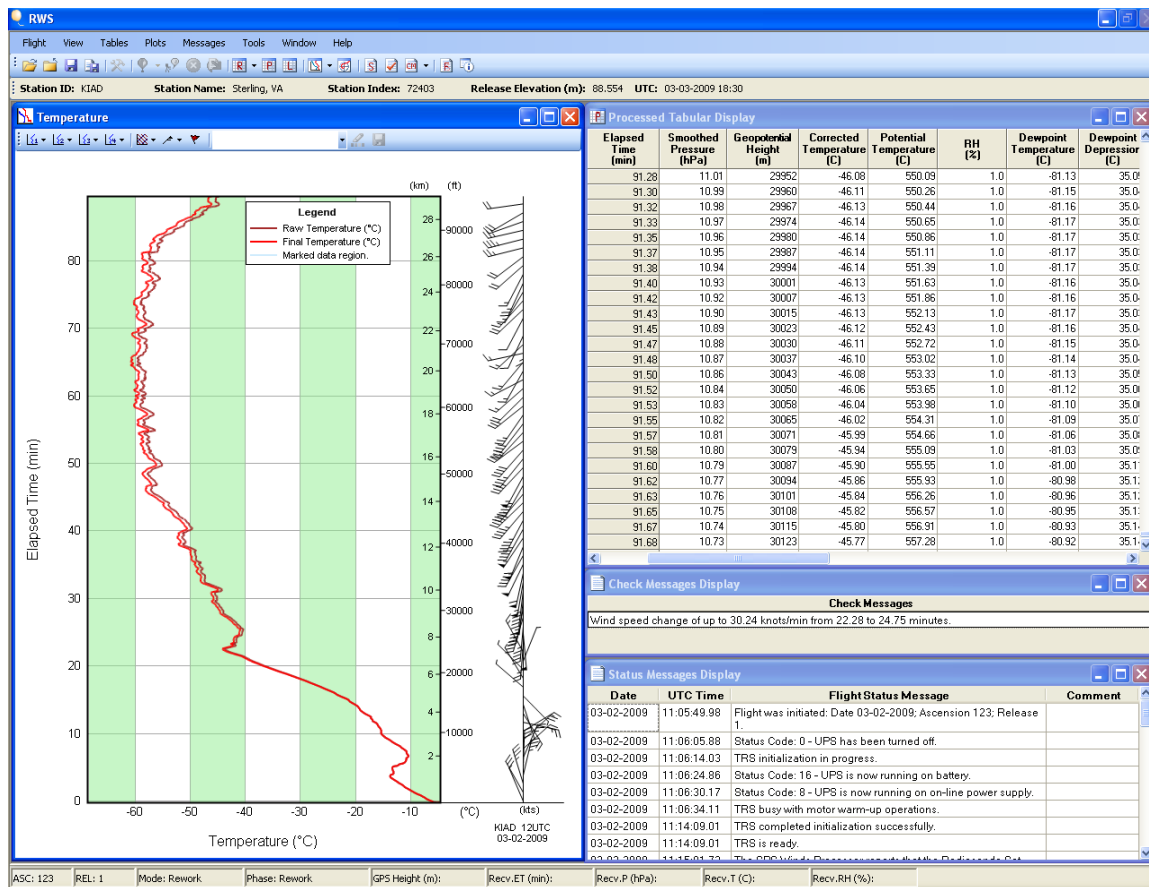 RWS
Flight View Tables Plots Messages Tools Window Help
Station ID: KIAD Station Name: Sterling, VA Station Index: 72403 Release Elevation (m): 88.554 UTC: 03-03-2009 18:30
Temperature
(km) (ft)
Legend
Raw Temperature (°C)
Final Temperature (°C)
Marked data region.
28 90000
26
24 80000
22
70000
20
18 60000
16
50000
14
12 40000
10
30000
8
6 20000
4
10000
2
80
70
60
50
40
30
20
10
0
Elapsed Time (min)
-60 -50 -40 -30 -20 -10 (°C) (kts)
Temperature (°C)
KIAD 12UTC
03-02-2009
Processed Tabular Display
Elapsed Time (min) Smoothed Pressure (hPa) Geopotential Height (m) Corrected Temperature (C) Potential Temperature (C) RH (%) Dewpoint Temperature (C) Dewpoint Depression (C)
91.28 11.01 29952 -46.08 550.09 1.0 -81.13
91.30 10.99 29960 -46.11 550.26 1.0 -81.15
91.32 10.98 29967 -46.13 550.44 1.0 -81.16
91.33 10.97 29974 -46.14 550.65 1.0 -81.17
91.35 10.96 29980 -46.14 550.86 1.0 -81.17
91.37 10.95 29987 -46.14 551.11 1.0 -81.17
91.38 10.94 29994 -46.14 551.39 1.0 -81.17
91.40 10.93 30001 -46.13 551.63 1.0 -81.16
91.42 10.92 30007 -46.13 551.86 1.0 -81.16
91.43 10.90 30015 -46.13 552.13 1.0 -81.17
91.45 10.89 30023 -46.12 552.43 1.0 -81.16
91.47 10.88 30030 -46.11 552.72 1.0 -81.15
91.48 10.87 30037 -46.10 553.02 1.0 -81.14
91.50 10.86 30043 -46.08 553.33 1.0 -81.13
91.52 10.84 30050 -46.06 553.65 1.0 -81.12
91.53 10.83 30058 -46.04 553.98 1.0 -81.10
91.55 10.82 30065 -46.02 554.31 1.0 -81.09
91.57 10.81 30071 -45.99 554.66 1.0 -81.06
91.58 10.80 30079 -45.94 555.09 1.0 -81.03
91.60 10.79 30087 -45.90 555.55 1.0 -81.00
91.62 10.77 30094 -45.86 555.93 1.0 -80.98
91.63 10.76 30101 -45.84 556.26 1.0 -80.96
91.65 10.75 30108 -45.82 556.57 1.0 -80.95
91.67 10.74 30115 -45.80 556.91 1.0 -80.93
91.68 10.73 30123 -45.77 557.28 1.0 -80.92
Check Messages Display
Check Messages
Wind speed change of up to 30.24 knots/min from 22.28 to 24.75 minutes.
Status Messages Display
Date UTC Time Flight Status Message Comment
03-02-2009 11:05:49.98 Flight was initiated: Date 03-02-2009; Ascension 123; Release
1.
03-02-2009 11:06:05.88 Status Code: 0 - UPS has been turned off.
03-02-2009 11:06:14.03 TRS initialization in progress.
03-02-2009 11:06:24.86 Status Code: 16 - UPS is now running on battery.
03-02-2009 11:06:30.17 Status Code: 8 - UPS is now running on on-line power supply.
03-02-2009 11:06:34.11 TRS busy with motor warm-up operations.
03-02-2009 11:14:09.01 TRS completed initialization successfully.
03-02-2009 11:14:09.01 TRS is ready.
ASC: 123 REL: 1 Mode: Rework Phase: Rework GPS Height (m): Recv.ET (min): Recv.P (hPa): Recv.T (C): Recv.RH (%):